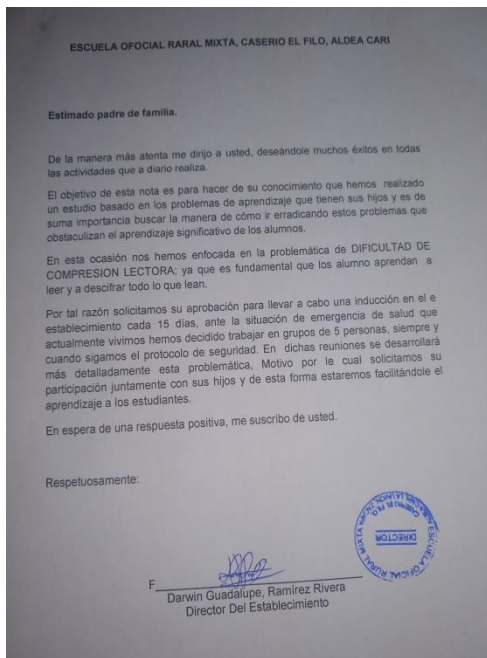 ESCUELA OFOCIAL RARAL MIXTA, CASERIO EL FILO, ALDEA CARI
Estimado padre de familia.
De la manera más atenta me dirijo a usted, deseándole muchos éxitos en todas
las actividades que a diario realiza.
El objetivo de esta nota es para hacer de su conocimiento que hemos realizado
un estudio basado en los problemas de aprendizaje que tienen sus hijos y es de
suma importancia buscar la manera de cómo ir erradicando estos problemas que
obstaculizan el aprendizaje significativo de los alumnos.
En esta ocasión nos hemos enfocada en la problemática de DIFICULTAD DE
COMPRESION LECTORA; ya que es fundamental que los alumno aprendan a
leer y a descifrar todo lo que lean.
Por tal razón solicitamos su aprobación para llevar a cabo una inducción en el e
establecimiento cada 15 días, ante la situación de emergencia de salud que
actualmente vivimos hemos decidido trabajar en grupos de 5 personas, siempre y
cuando sigamos el protocolo de seguridad. En dichas reuniones se desarrollará
más detalladamente esta problemática, Motivo por le cual solicitamos su
participación juntamente con sus hijos y de esta forma estaremos facilitándole el
aprendizaje a los estudiantes.
En espera de una respuesta positiva, me suscribo de usted.
Respetuosamente:
ESCUELA OFICIAL RURAL MIXTA
CASERIO EL FILO
DIRECTOR
F
Darwin Guadalupe, Ramírez Rivera
Director Del Establecimiento